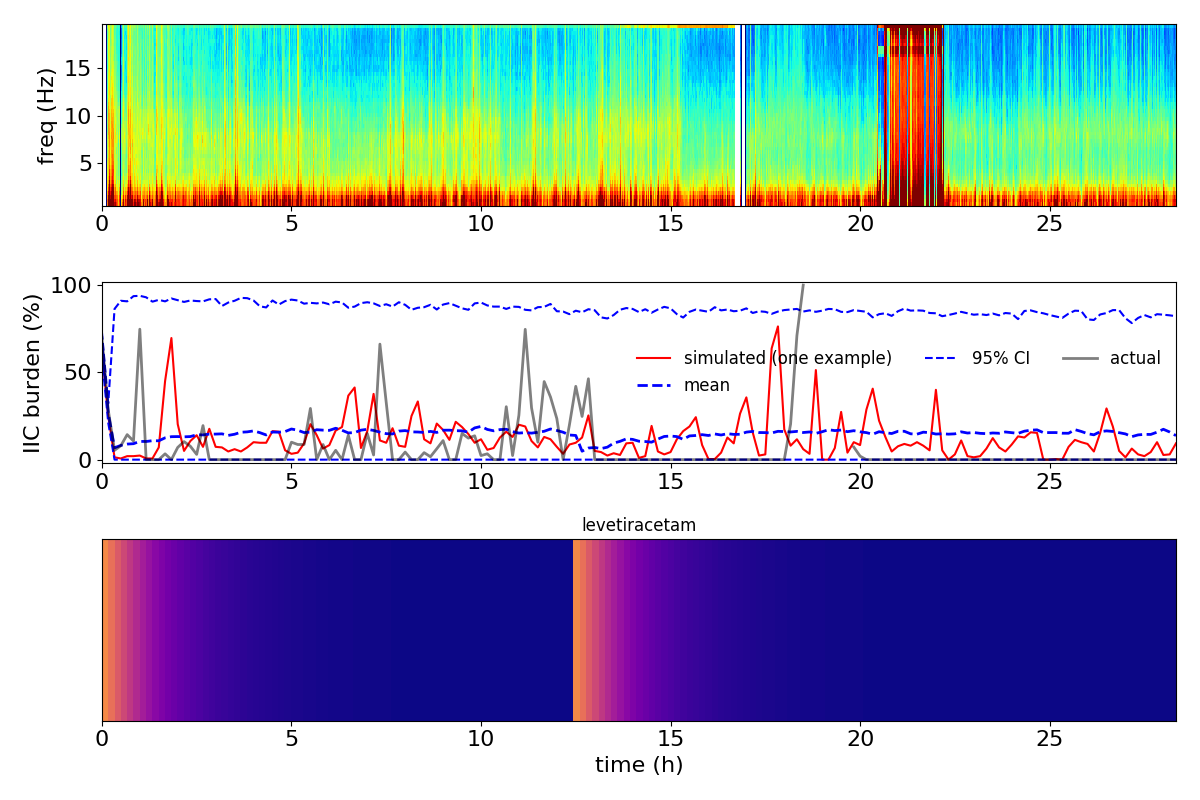 freq (Hz)
15
10
5
0 5 10 15 20 25
IIC burden (%)
100
50
0
simulated (one example) 95% CI actual
mean
0 5 10 15 20 25
levetiracetam
0 5 10 15 20 25
time (h)